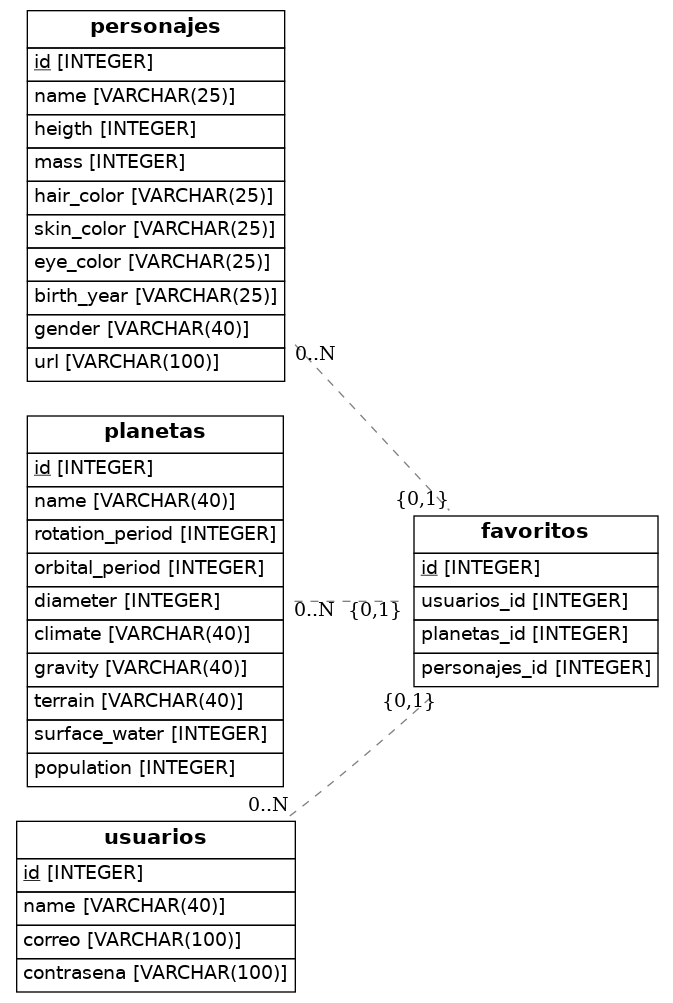 personajes
id [INTEGER]
name [VARCHAR(25)]
heigth [INTEGER]
mass [INTEGER]
hair_color [VARCHAR(25)]
skin_color [VARCHAR(25)]
eye_color [VARCHAR(25)]
birth_year [VARCHAR(25)]
gender [VARCHAR(40)]
url [VARCHAR(100)]
0..N
{0,1}
planetas
id [INTEGER]
name [VARCHAR(40)]
rotation_period [INTEGER]
orbital_period [INTEGER]
diameter [INTEGER]
climate [VARCHAR(40)]
gravity [VARCHAR(40)]
terrain [VARCHAR(40)]
surface_water [INTEGER]
population [INTEGER]
0..N {0,1}
favoritos
id [INTEGER]
usuarios_id [INTEGER]
planetas_id [INTEGER]
personajes_id [INTEGER]
{0,1}
0..N
usuarios
id [INTEGER]
name [VARCHAR(40)]
correo [VARCHAR(100)]
contrasena [VARCHAR(100)]